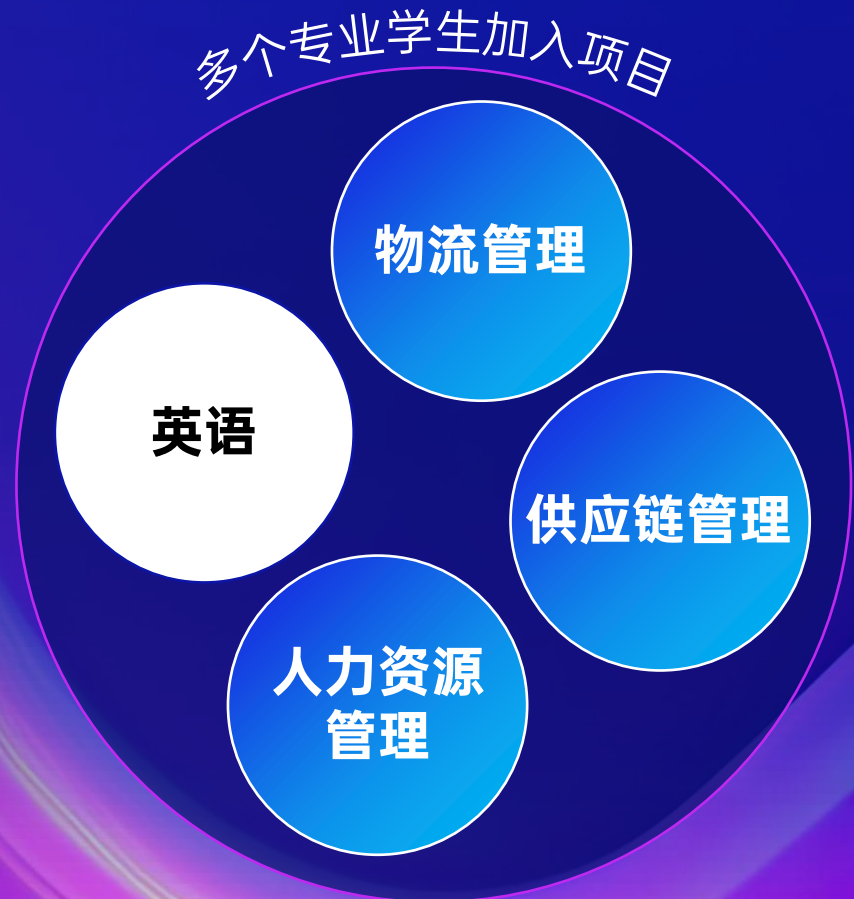 多个专业学生加入项目
物流管理
英语
供应链管理
人力资源
管理